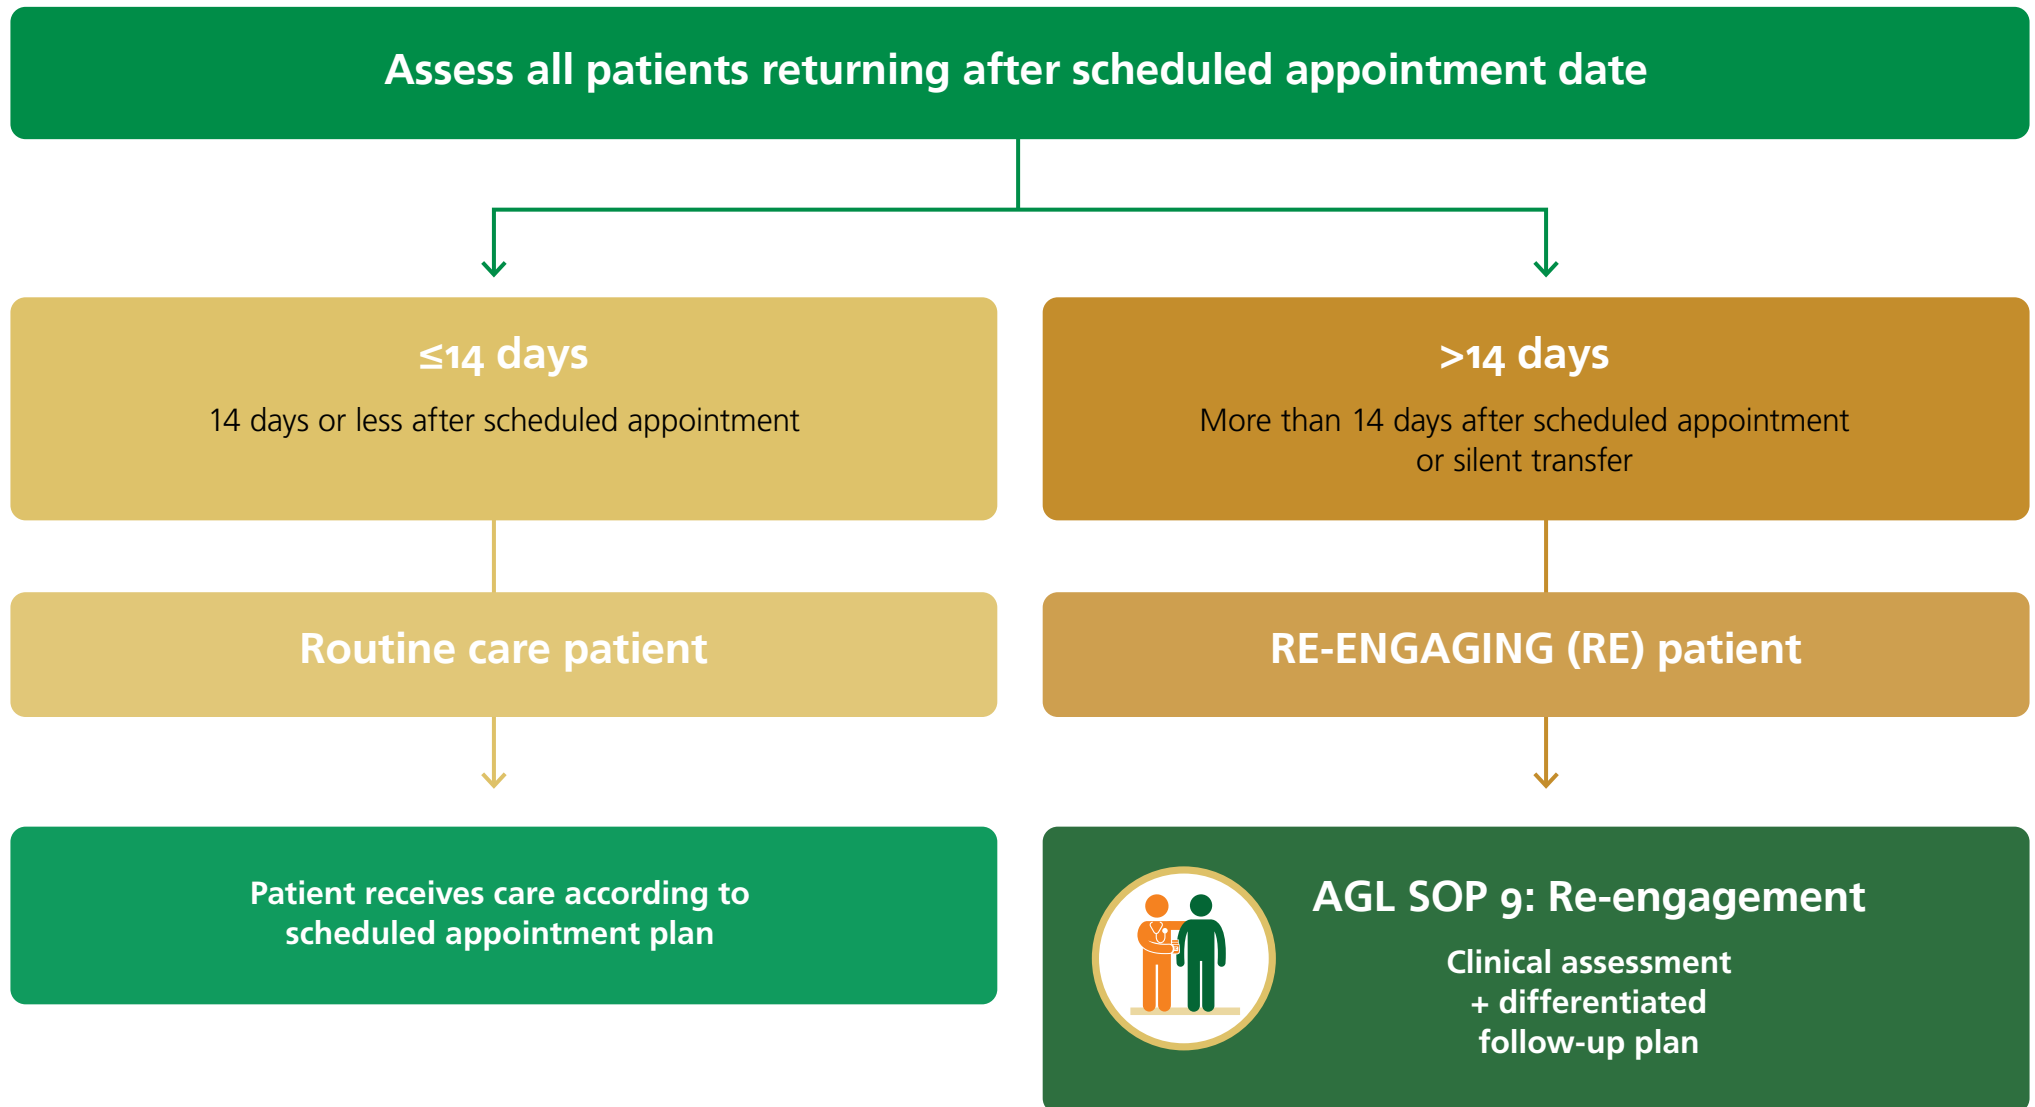 Assess all patients returning after scheduled appointment date
≤14 days
14 days or less after scheduled appointment
>14 days
More than 14 days after scheduled appointment
or silent transfer
Routine care patient
RE-ENGAGING (RE) patient
Patient receives care according to
scheduled appointment plan
AGL SOP 9: Re-engagement
Clinical assessment
+ differentiated
follow-up plan